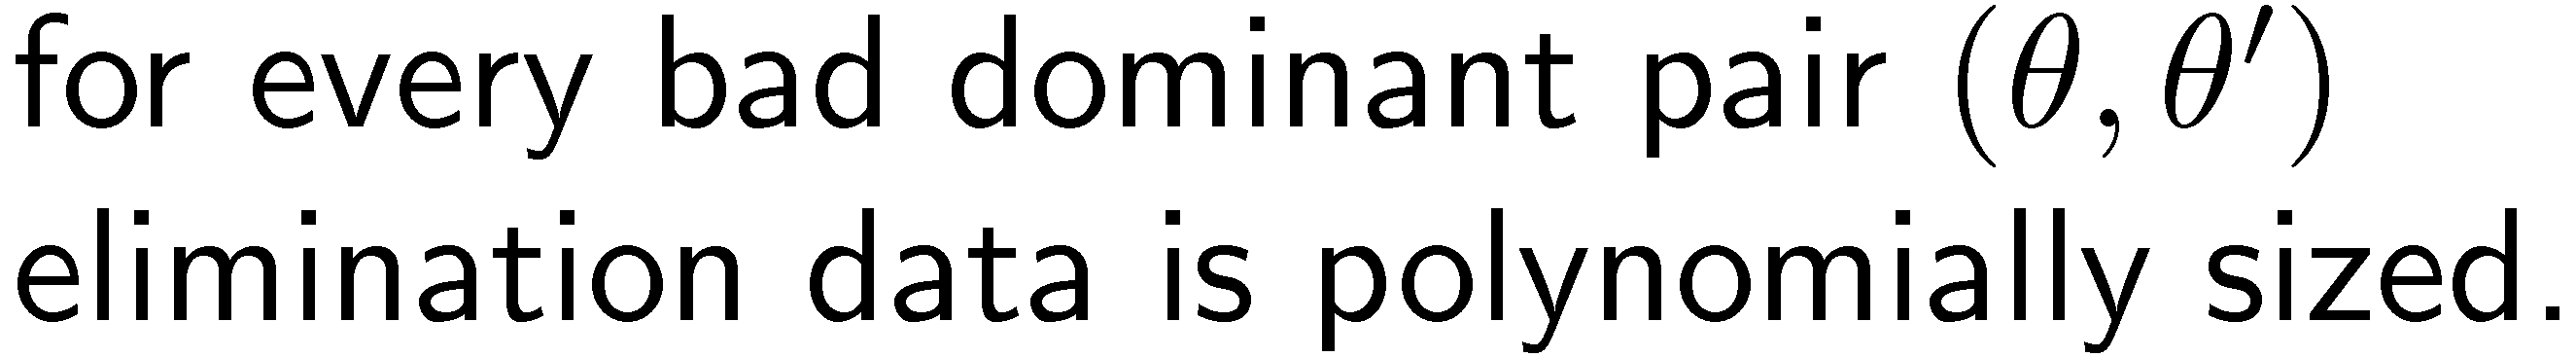 for every bad dominant pair (θ, θ′)
elimination data is polynomially sized.